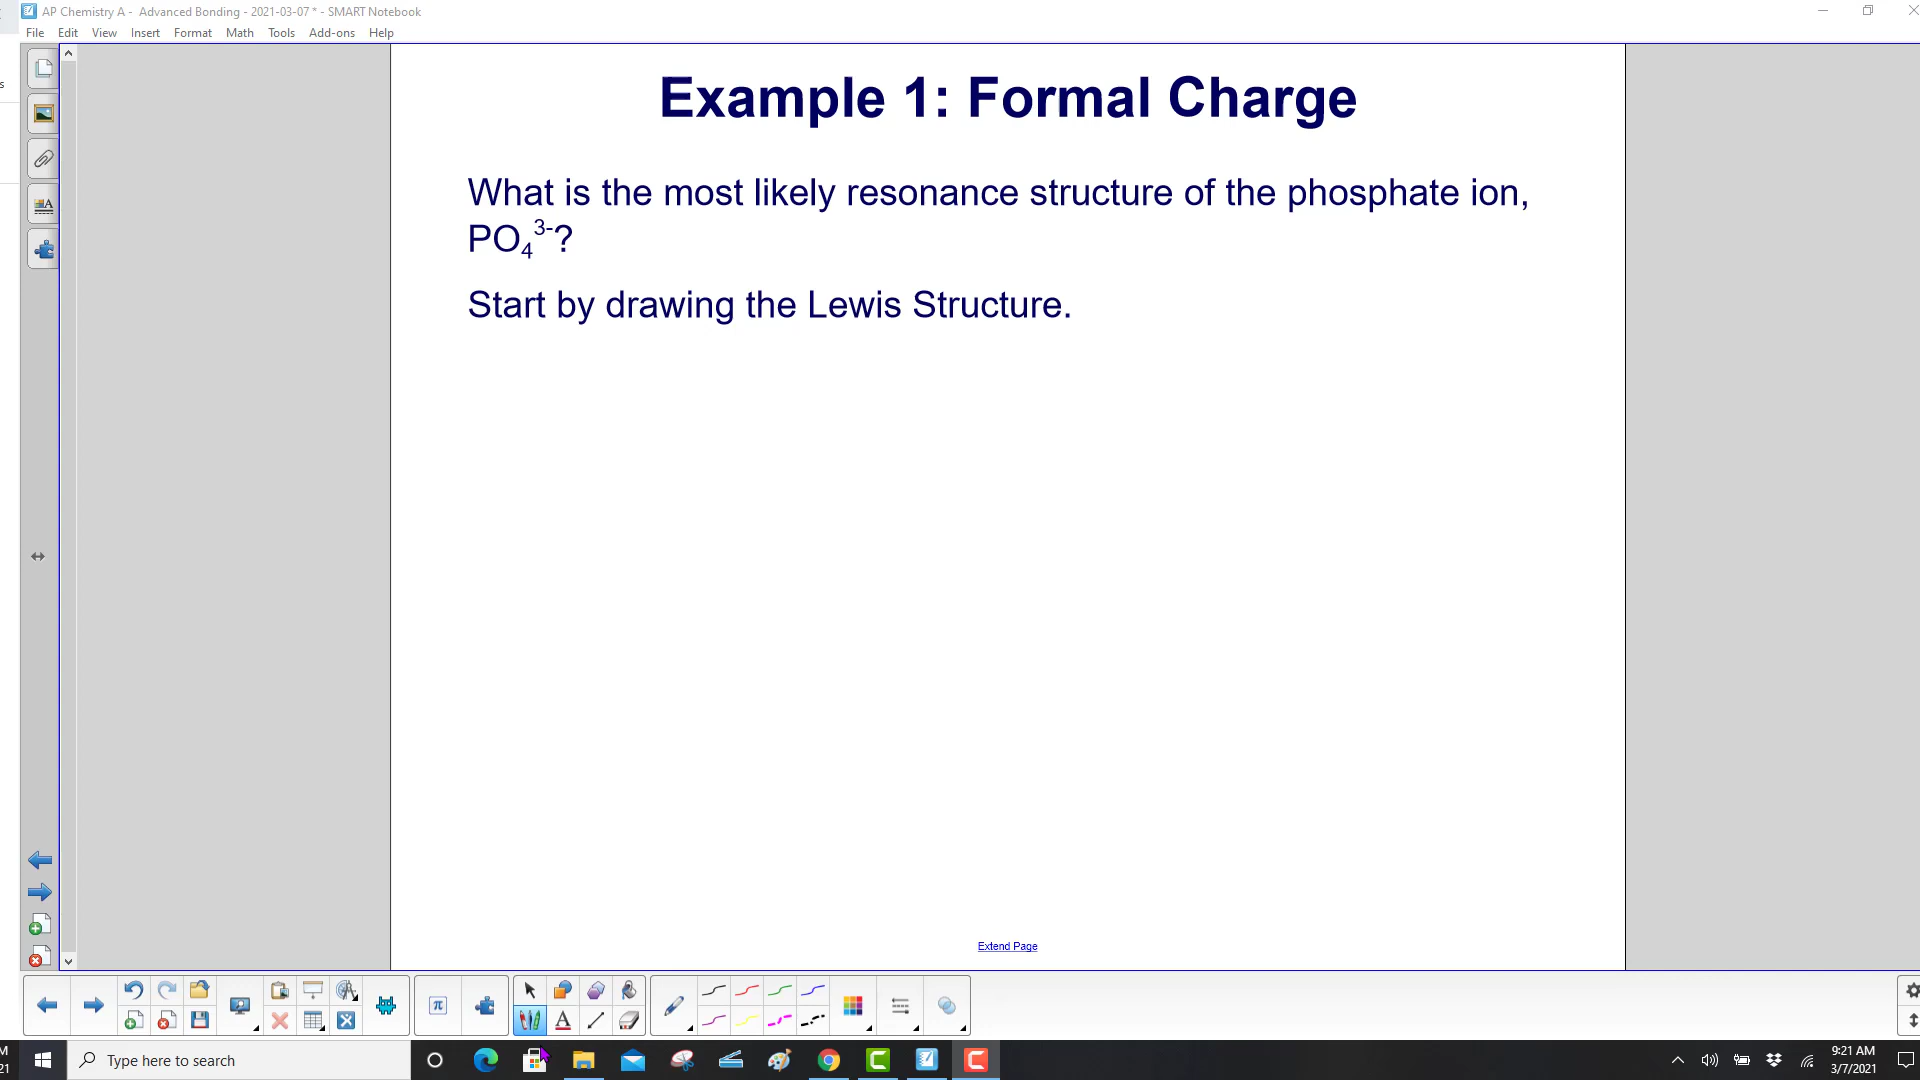 AP Chemistry A - Advanced Bonding - 2021-03-07 * - SMART Notebook
File Edit View Insert Format Math Tools Add-ons Help
Example 1: Formal Charge
What is the most likely resonance structure of the phosphate ion,
PO₄³⁻?
Start by drawing the Lewis Structure.
Extend Page
Type here to search
9:21 AM
3/7/2021